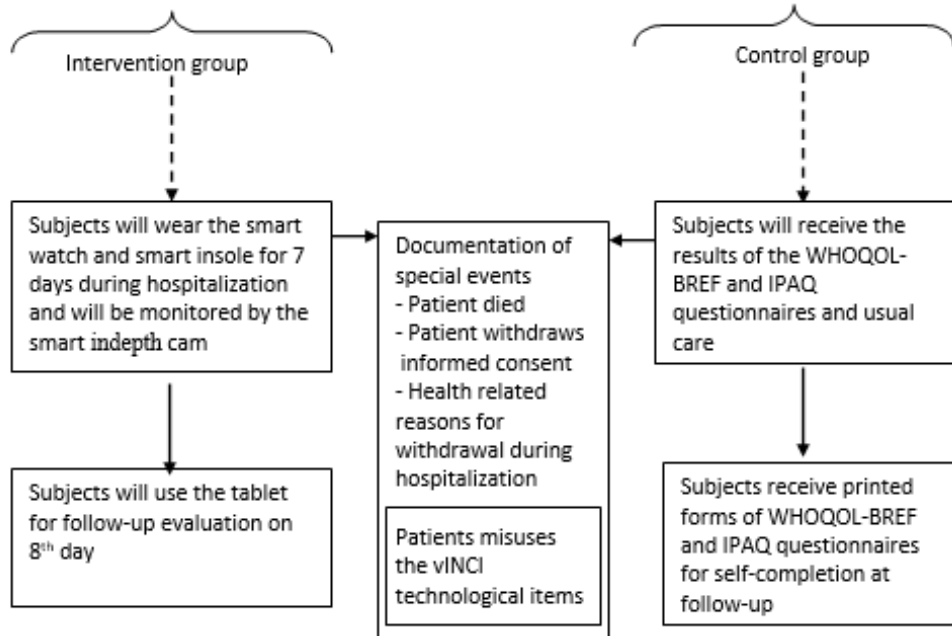 Intervention group
Control group
Subjects will wear the smart
watch and smart insole for 7
days during hospitalization
and will be monitored by the
smart indepth cam
Documentation of
special events
- Patient died
- Patient withdraws
informed consent
- Health related
reasons for
withdrawal during
hospitalization
Patients misuses
the vINCI
technological items
Subjects will receive the
results of the WHOQOL-
BREF and IPAQ
questionnaires and usual
care
Subjects will use the tablet
for follow-up evaluation on
8th day
Subjects receive printed
forms of WHOQOL-BREF
and IPAQ questionnaires
for self-completion at
follow-up